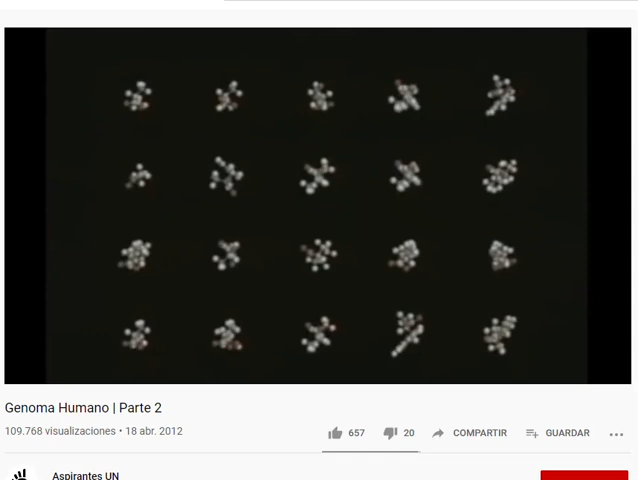 Genoma Humano | Parte 2
109.768 visualizaciones • 18 abr. 2012
657 20 COMPARTIR GUARDAR ...
Aspirantes UN